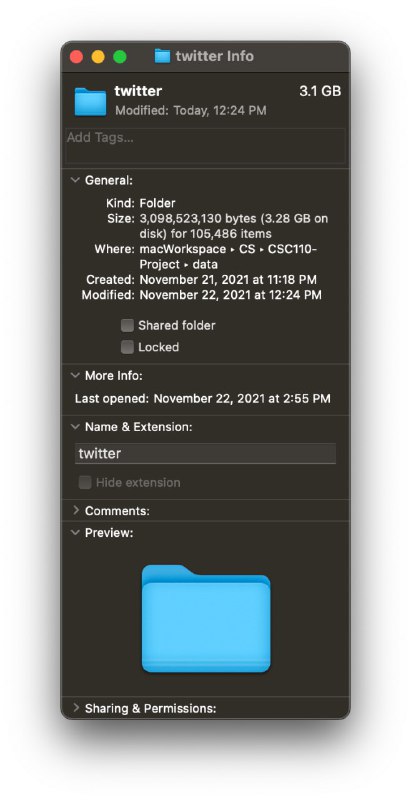 twitter Info
twitter 3.1 GB
Modified: Today, 12:24 PM
Add Tags...
General:
Kind: Folder
Size: 3,098,523,130 bytes (3.28 GB on
disk) for 105,486 items
Where: macWorkspace ▸ CS ▸ CSC110-
Project ▸ data
Created: November 21, 2021 at 11:18 PM
Modified: November 22, 2021 at 12:24 PM
Shared folder
Locked
More Info:
Last opened: November 22, 2021 at 2:55 PM
Name & Extension:
twitter
Hide extension
Comments:
Preview:
Sharing & Permissions: